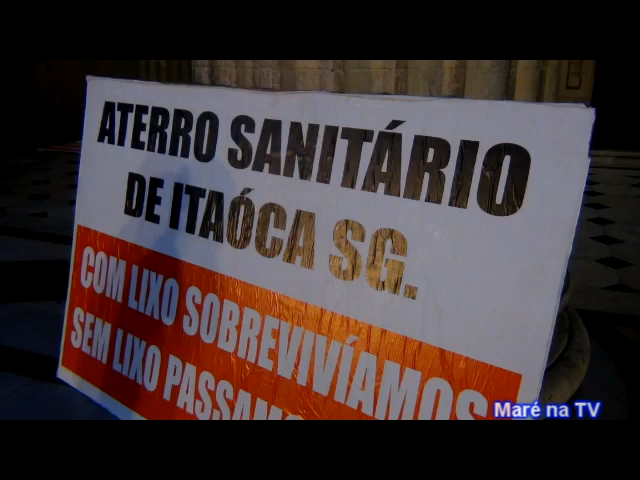 ATERRO SANITÁRIO
DE ITAÓCA SG.
COM LIXO SOBREVIVÍAMOS
SEM LIXO
Maré na TV